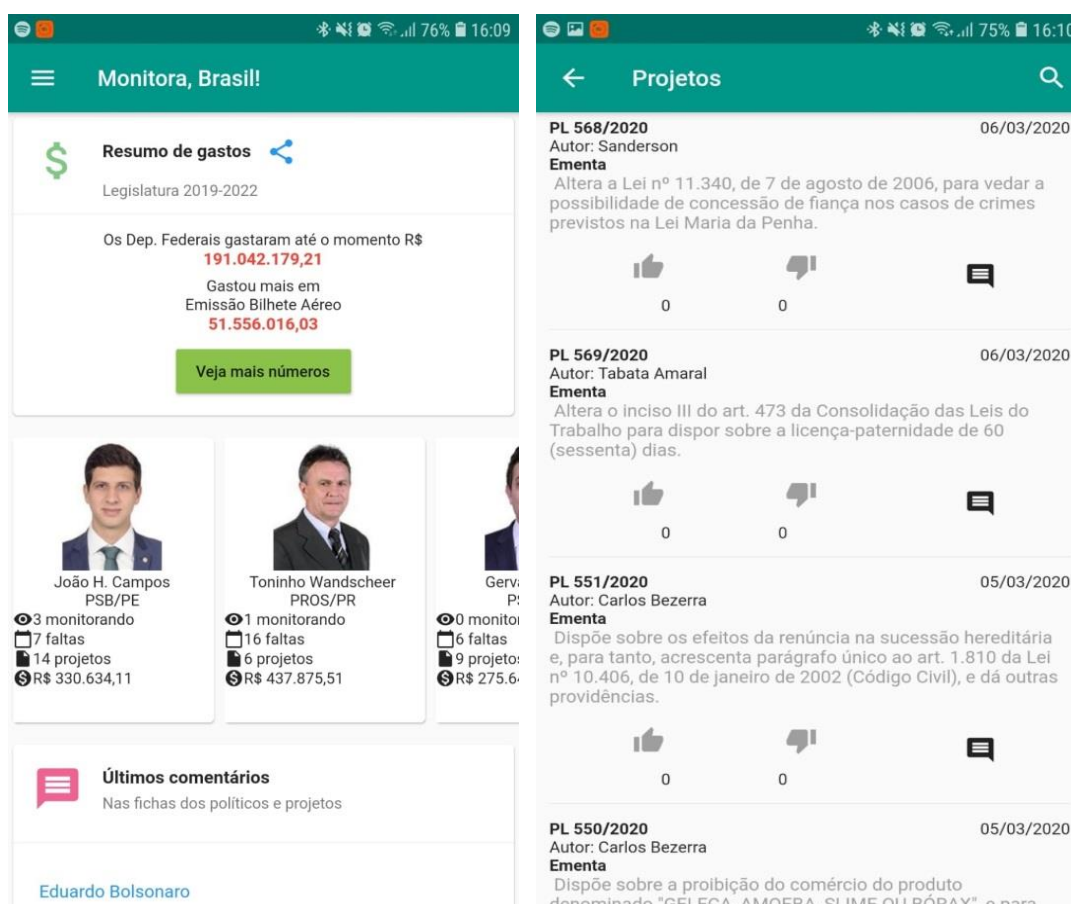 76% 16:09
Monitora, Brasil!
Resumo de gastos
Legislatura 2019-2022
Os Dep. Federais gastaram até o momento R$
191.042.179,21
Gastou mais em
Emissão Bilhete Aéreo
51.556.016,03
Veja mais números
João H. Campos
PSB/PE
3 monitorando
7 faltas
14 projetos
R$ 330.634,11
Toninho Wandscheer
PROS/PR
1 monitorando
16 faltas
6 projetos
R$ 437.875,51
0
6 faltas
9
R$
Últimos comentários
Nas fichas dos políticos e projetos
Eduardo Bolsonaro
75% 16:10
Projetos
PL 568/2020 06/03/2020
Autor: Sanderson
Ementa
Altera a Lei nº 11.340, de 7 de agosto de 2006, para vedar a
possibilidade de concessão de fiança nos casos de crimes
previstos na Lei Maria da Penha.
0 0
PL 569/2020 06/03/2020
Autor: Tabata Amaral
Ementa
Altera o inciso III do art. 473 da Consolidação das Leis do
Trabalho para dispor sobre a licença-paternidade de 60
(sessenta) dias.
0 0
PL 551/2020 05/03/2020
Autor: Carlos Bezerra
Ementa
Dispõe sobre os efeitos da renúncia na sucessão hereditária
e, para tanto, acrescenta parágrafo único ao art. 1.810 da Lei
nº 10.406, de 10 de janeiro de 2002 (Código Civil), e dá outras
providências.
0 0
PL 550/2020 05/03/2020
Autor: Carlos Bezerra
Ementa
Dispõe sobre a proibição do comércio do produto
denominado "GELECA, AMOEBA, SLIME OU BÓRAX", e para